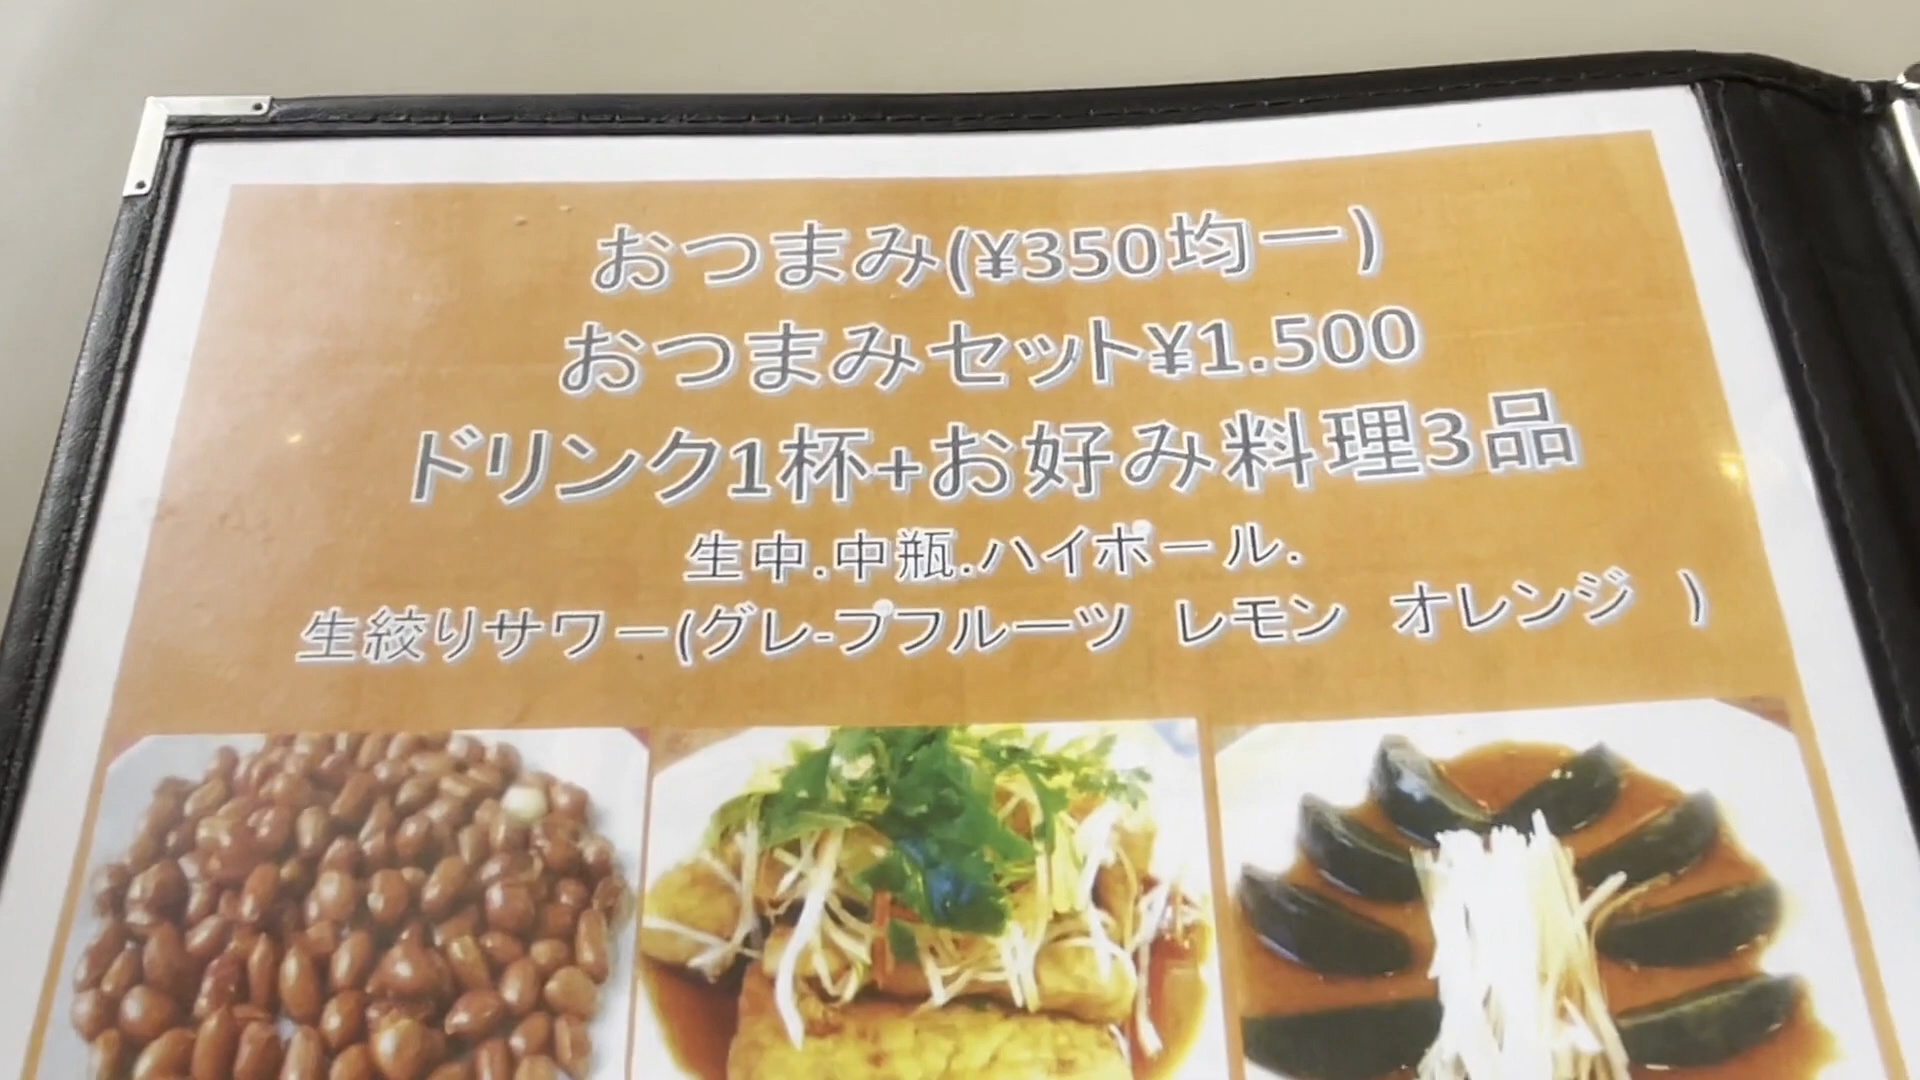 おつまみ(¥350均一)
おつまみセット¥1.500
ドリンク1杯+お好み料理3品
生中.中瓶.ハイボール.
生絞りサワー(グレ-プフルーツ レモン オレンジ )